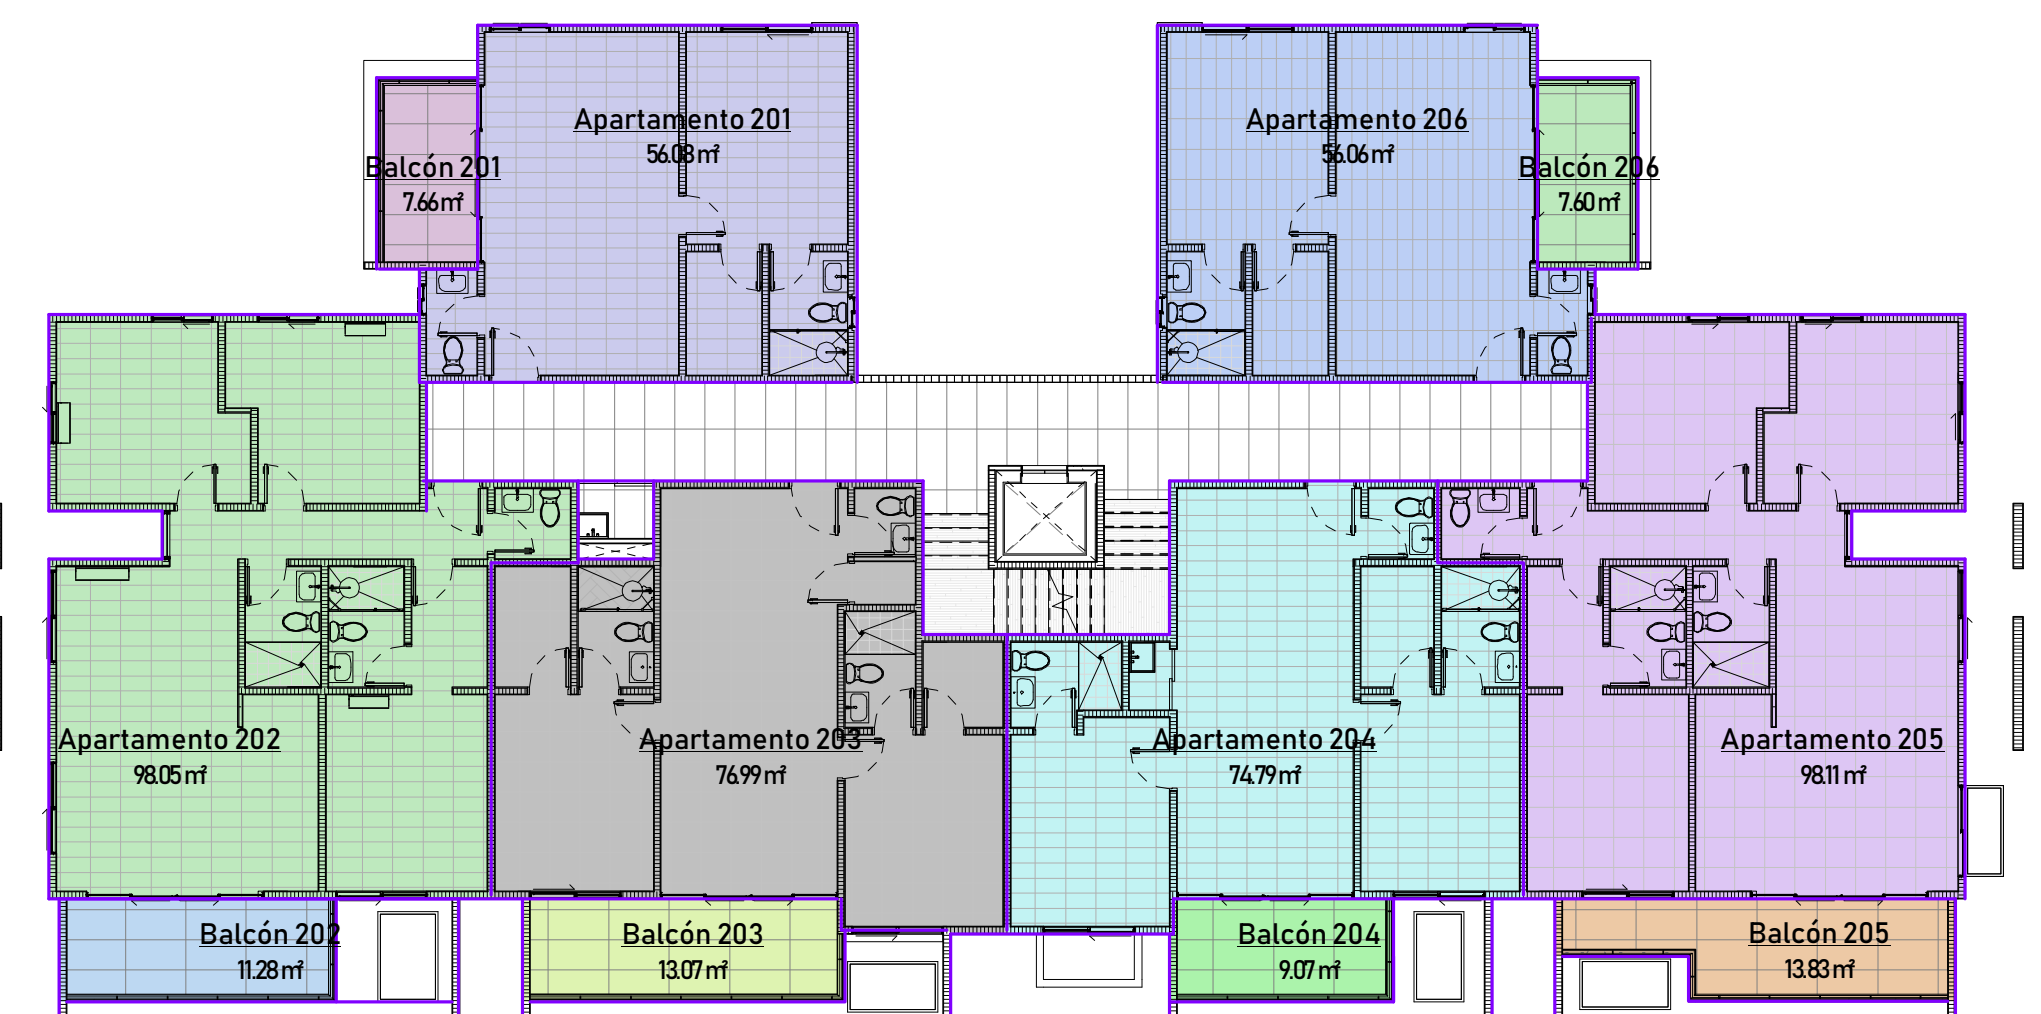 Apartamento 201
56.08 m²
Balcón 201
7.66 m²
Apartamento 206
56.06 m²
Balcón 206
7.60 m²
Apartamento 202
98.05 m²
Apartamento 203
76.99 m²
Apartamento 204
74.79 m²
Apartamento 205
98.11 m²
Balcón 202
11.28 m²
Balcón 203
13.07 m²
Balcón 204
9.07 m²
Balcón 205
13.83 m²